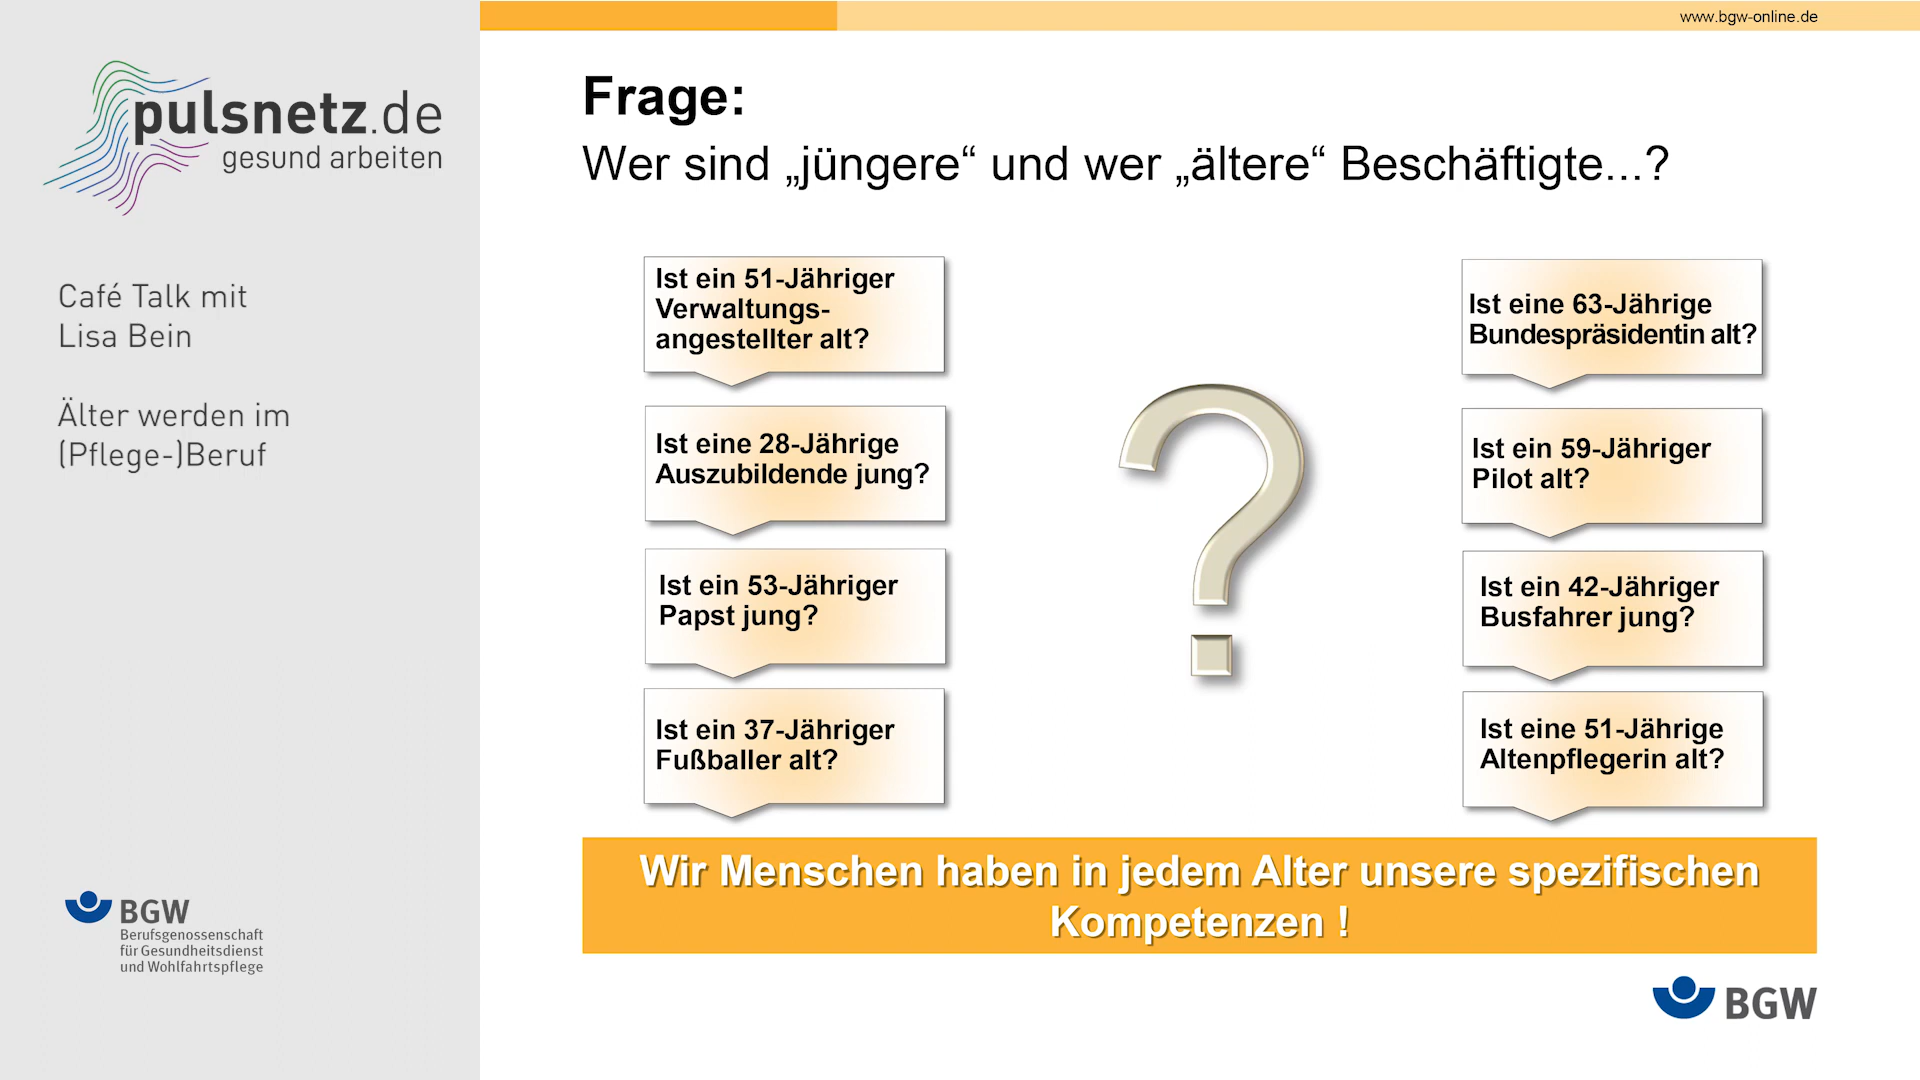 www.bgw-online.de
pulsnetz.de
gesund arbeiten
Café Talk mit
Lisa Bein
Älter werden im
(Pflege-)Beruf
BGW
Berufsgenossenschaft
für Gesundheitsdienst
und Wohlfahrtspflege
Frage:
Wer sind „jüngere“ und wer „ältere“ Beschäftigte...?
Ist ein 51-Jähriger
Verwaltungs-
angestellter alt?
Ist eine 28-Jährige
Auszubildende jung?
Ist ein 53-Jähriger
Papst jung?
Ist ein 37-Jähriger
Fußballer alt?
?
Ist eine 63-Jährige
Bundespräsidentin alt?
Ist ein 59-Jähriger
Pilot alt?
Ist ein 42-Jähriger
Busfahrer jung?
Ist eine 51-Jährige
Altenpflegerin alt?
Wir Menschen haben in jedem Alter unsere spezifischen
Kompetenzen !
BGW